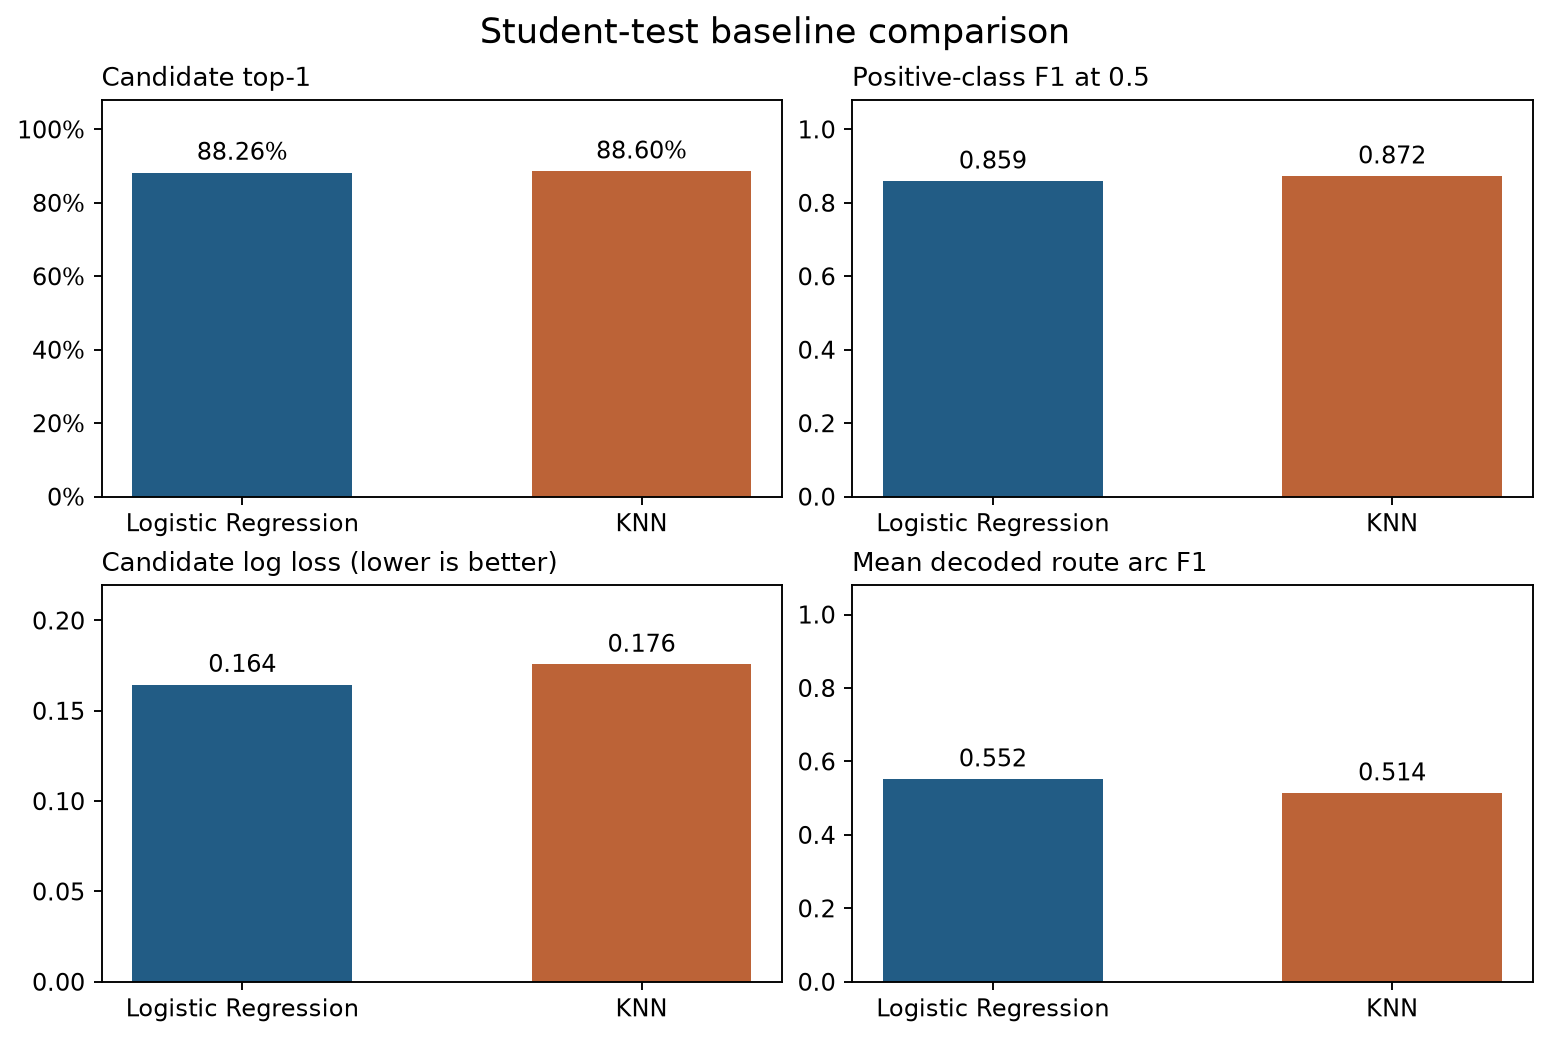 Student-test baseline comparison
Candidate top-1
100%
80%
60%
40%
20%
0%
88.26%
88.60%
Logistic Regression
KNN
Positive-class F1 at 0.5
1.0
0.8
0.6
0.4
0.2
0.0
0.859
0.872
Logistic Regression
KNN
Candidate log loss (lower is better)
0.20
0.15
0.10
0.05
0.00
0.164
0.176
Logistic Regression
KNN
Mean decoded route arc F1
1.0
0.8
0.6
0.4
0.2
0.0
0.552
0.514
Logistic Regression
KNN